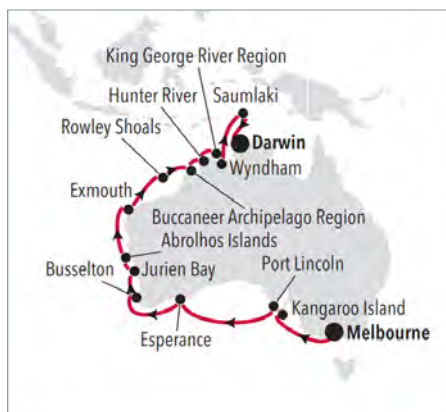 King George River Region
Hunter River
Saumlaki
Rowley Shoals
Darwin
Wyndham
Exmouth
Buccaneer Archipelago Region
Abrolhos Islands
Busselton
Jurien Bay
Port Lincoln
Kangaroo Island
Esperance
Melbourne